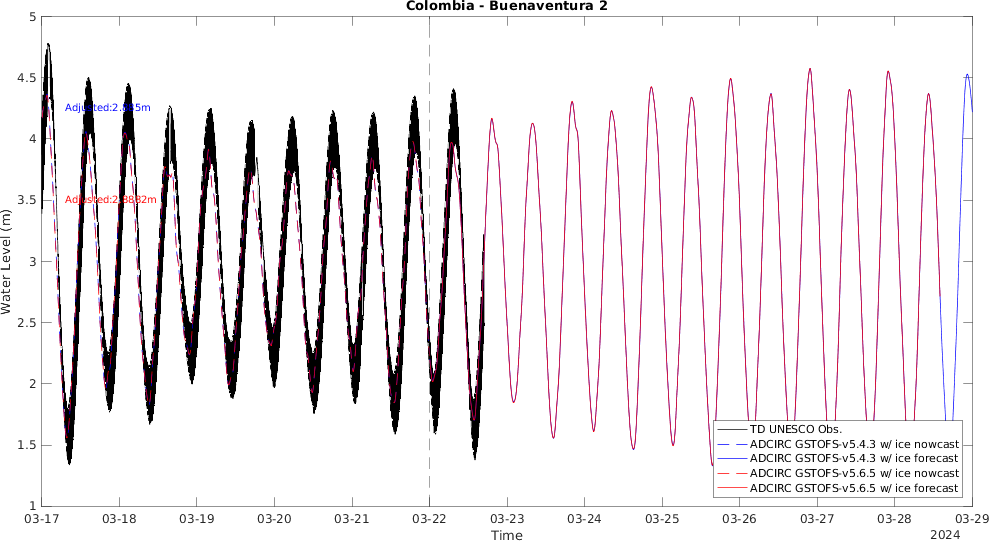 Colombia - Buenaventura 2
5
4.5
4
3.5
3
2.5
2
1.5
1
Water Level (m)
Adjusted:2.
m
Adjusted:2.
m
TD UNESCO Obs.
ADCIRC GSTOFS-v5.4.3 w/ ice nowcast
ADCIRC GSTOFS-v5.4.3 w/ ice forecast
ADCIRC GSTOFS-v5.6.5 w/ ice nowcast
ADCIRC GSTOFS-v5.6.5 w/ ice forecast
03-17 03-18 03-19 03-20 03-21 03-22 03-23 03-24 03-25 03-26 03-27 03-28 03-29
Time
2024